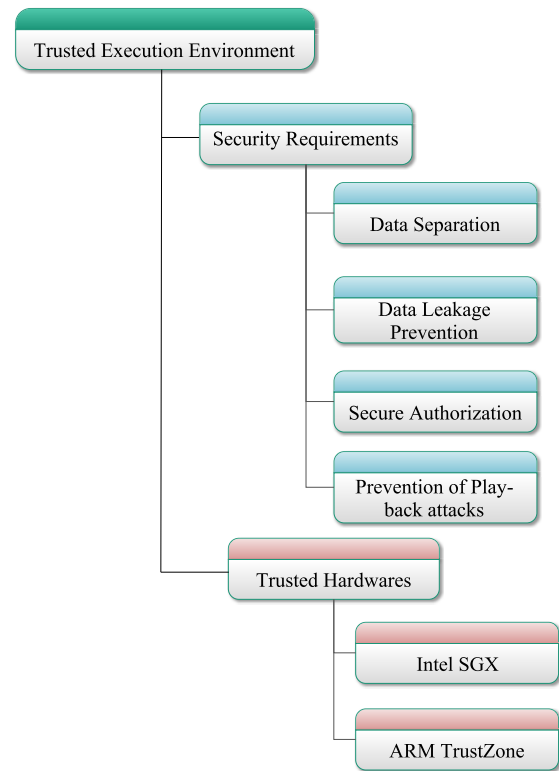 Trusted Execution Environment
Security Requirements
Data Separation
Data Leakage
Prevention
Secure Authorization
Prevention of Play-
back attacks
Trusted Hardwares
Intel SGX
ARM TrustZone